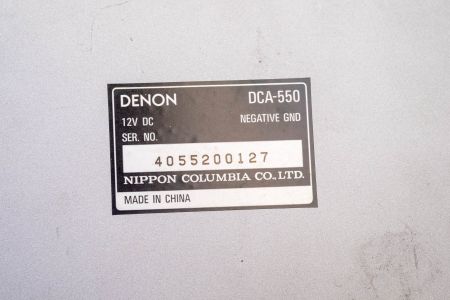 DENON DCA-550
12V DC NEGATIVE GND
SER. NO.
4055200127
NIPPON COLUMBIA CO., LTD.
MADE IN CHINA